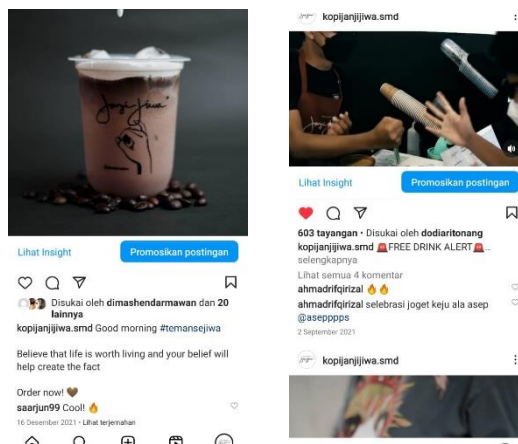 Janji Jiwa
Lihat Insight
Promosikan postingan
Disukai oleh dimashendarmawan dan 20
lainnya
kopijanjijiwa.smd Good morning #temansejiwa
Believe that life is worth living and your belief will
help create the fact
Order now! 🤎
saarjun99 Cool! 🔥
16 Desember 2021 • Lihat terjemahan
kopijanjijiwa.smd
Lihat Insight
Promosikan postingan
603 tayangan • Disukai oleh dodiaritonang
kopijanjijiwa.smd 🚨FREE DRINK ALERT🚨...
selengkapnya
Lihat semua 4 komentar
ahmadrifqirizal 🔥🔥
ahmadrifqirizal selebrasi joget keju ala asep
@asepppps
2 September 2021
kopijanjijiwa.smd